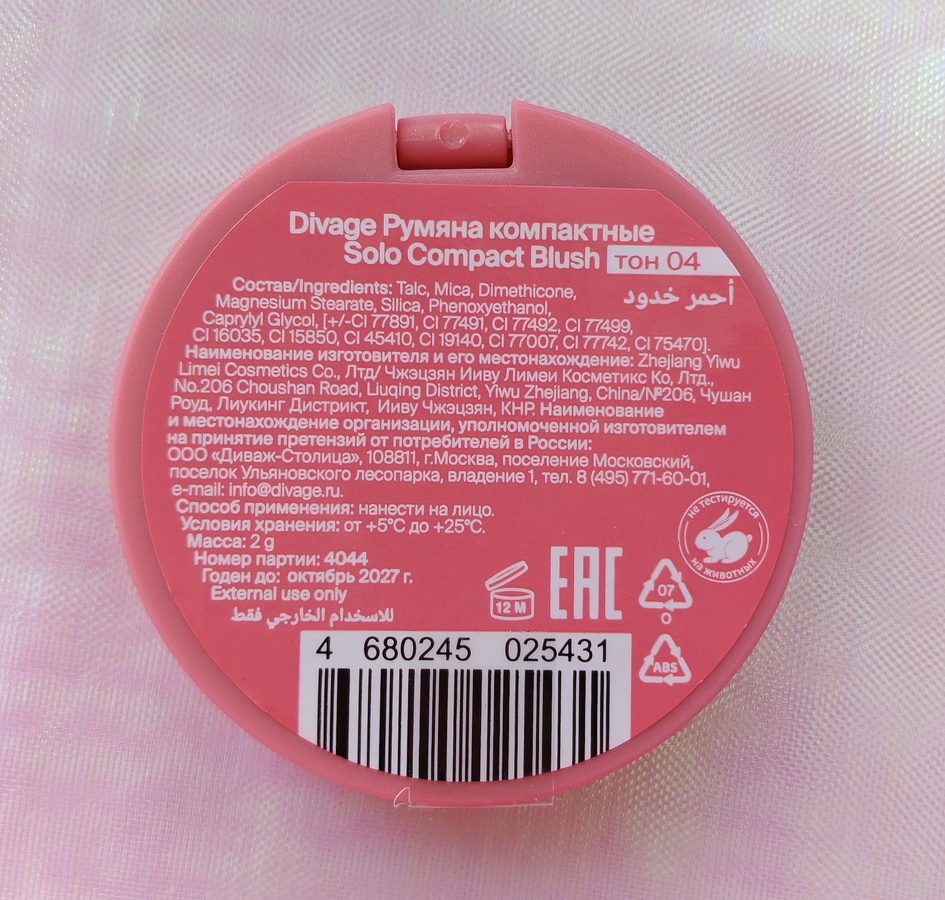 Divage Румяна компактные
Solo Compact Blush тон 04
أحمر خدود
Состав/Ingredients: Talc, Mica, Dimethicone,
Magnesium Stearate, Silica, Phenoxyethanol,
Caprylyl Glycol, [+/-CI 77891, CI 77491, CI 77492, CI 77499,
CI 16035, CI 15850, CI 45410, CI 19140, CI 77007, CI 77742, CI 75470].
Наименование изготовителя и его местонахождение: Zhejiang Yiwu
Limei Cosmetics Co., Лтд/ Чжэцзян Ииву Лимеи Косметикс Ко, Лтд.,
No.206 Choushan Road, Liuqing District, Yiwu Zhejiang, China/№206, Чушан
Роуд, Лиукинг Дистрикт, Ииву Чжэцзян, КНР. Наименование
и местонахождение организации, уполномоченной изготовителем
на принятие претензий от потребителей в России:
ООО «Диваж-Столица», 108811, г.Москва, поселение Московский,
поселок Ульяновского лесопарка, владение 1, тел. 8 (495) 771-60-01,
e-mail: info@divage.ru.
Способ применения: нанести на лицо.
Условия хранения: от +5°C до +25°C.
Масса: 2 g
Номер партии: 4044
Годен до: октябрь 2027 г.
External use only
للاسخدام الخارجي فقط
не тестируется
на животных
12 M
EAC
07
O
ABS
4 680245 025431